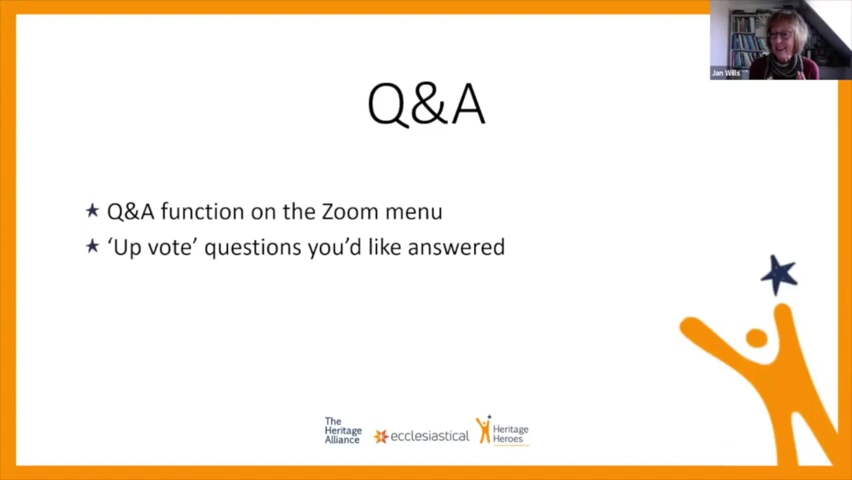 Jan Wills
Q&A
Q&A function on the Zoom menu
‘Up vote’ questions you’d like answered
The
Heritage
Alliance
ecclesiastical
Heritage
Heroes